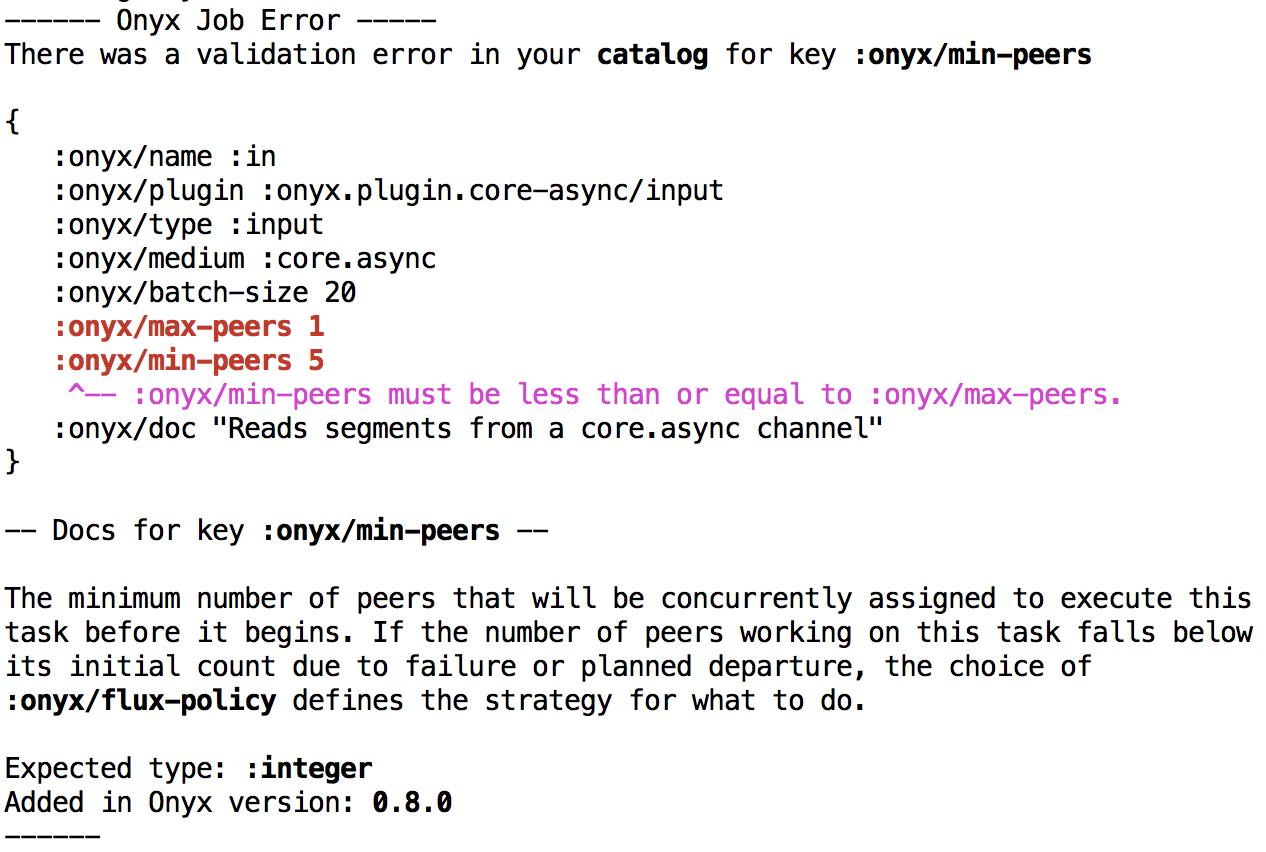 ------ Onyx Job Error -----
There was a validation error in your catalog for key :onyx/min-peers
{
:onyx/name :in
:onyx/plugin :onyx.plugin.core-async/input
:onyx/type :input
:onyx/medium :core.async
:onyx/batch-size 20
:onyx/max-peers 1
:onyx/min-peers 5
^-- :onyx/min-peers must be less than or equal to :onyx/max-peers.
:onyx/doc "Reads segments from a core.async channel"
}
-- Docs for key :onyx/min-peers --
The minimum number of peers that will be concurrently assigned to execute this
task before it begins. If the number of peers working on this task falls below
its initial count due to failure or planned departure, the choice of
:onyx/flux-policy defines the strategy for what to do.
Expected type: :integer
Added in Onyx version: 0.8.0
------